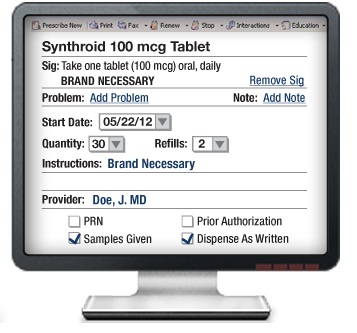 Prescribe New Print Fax Renew Stop Interactions Education
Synthroid 100 mcg Tablet
Sig: Take one tablet (100 mcg) oral, daily
BRAND NECESSARY Remove Sig
Problem: Add Problem Note: Add Note
Start Date: 05/22/12
Quantity: 30 Refills: 2
Instructions: Brand Necessary
Provider: Doe, J. MD
PRN Prior Authorization
Samples Given Dispense As Written